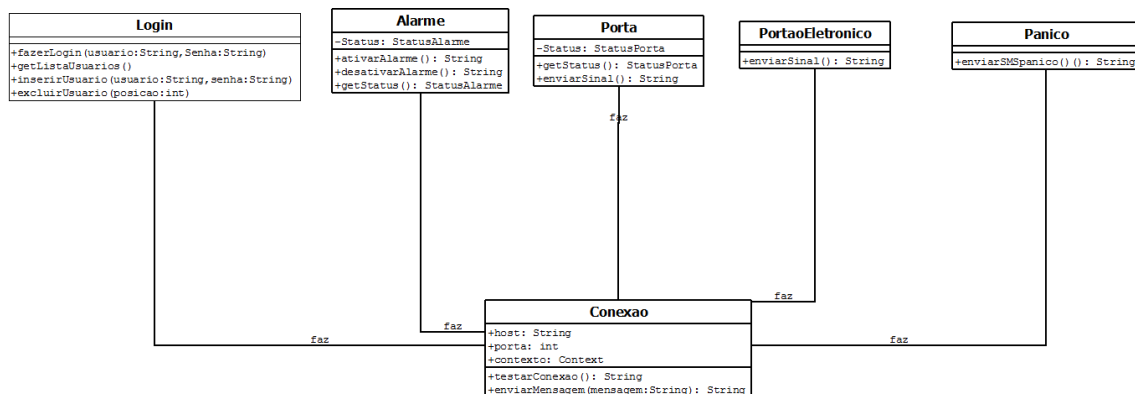 Login
+fazerLogin(usuario:String,Senha:String)
+getListaUsuarios()
+inserirUsuario(usuario:String,senha:String)
+excluirUsuario(posicao:int)
Alarme
-Status: StatusAlarme
+ativarAlarme(): String
+desativarAlarme(): String
+getStatus(): StatusAlarme
Porta
-Status: StatusPorta
+getStatus(): StatusPorta
+enviarSinal(): String
PortaoEletronico
+enviarSinal(): String
Panico
+enviarSMSpanico()(): String
faz
faz
faz
faz
faz
Conexao
+host: String
+porta: int
+contexto: Context
+testarConexao(): String
+enviarMensagem(mensagem:String): String